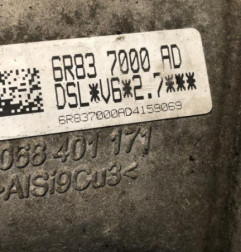 6R83 7000 AD
DSL*V6*2.7***
6R837000AD4159069
068 401 171
>AlSi9Cu3<